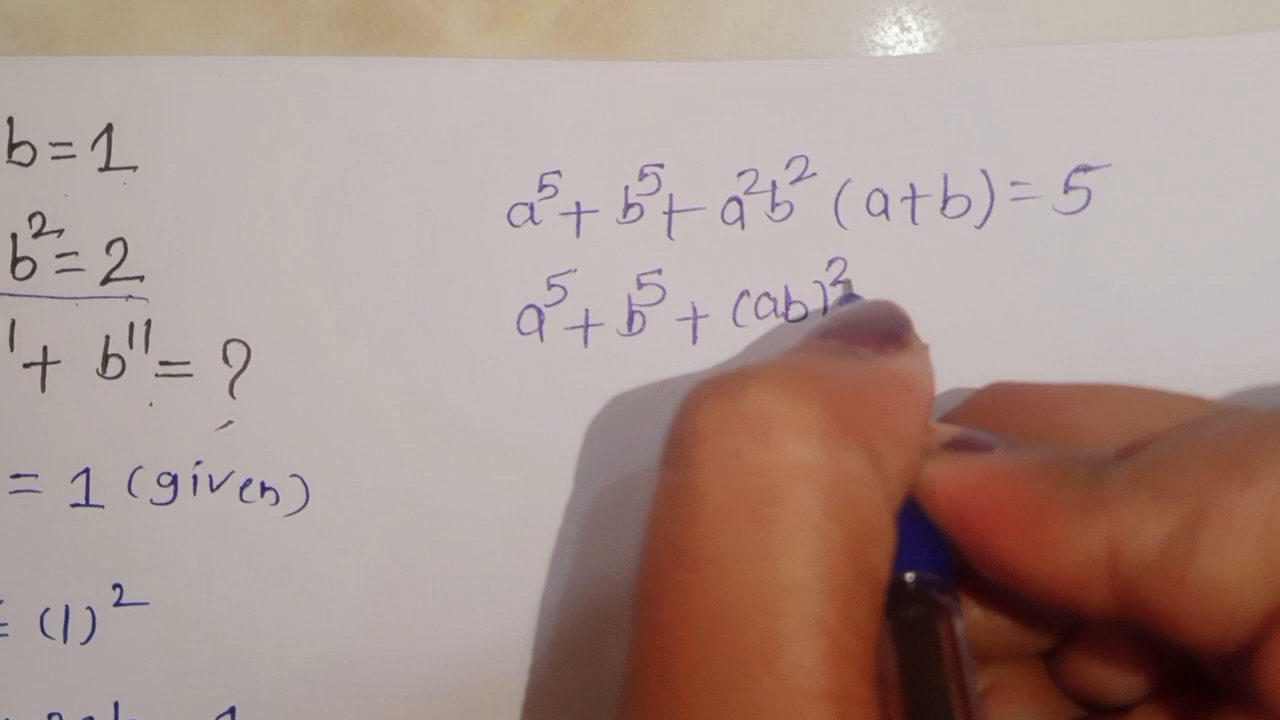 b = 1
b² = 2
¹ + b¹¹ = ?
= 1 (given)
= (1)²
a⁵ + b⁵ + a²b² (a+b) = 5
a⁵ + b⁵ + (ab)²